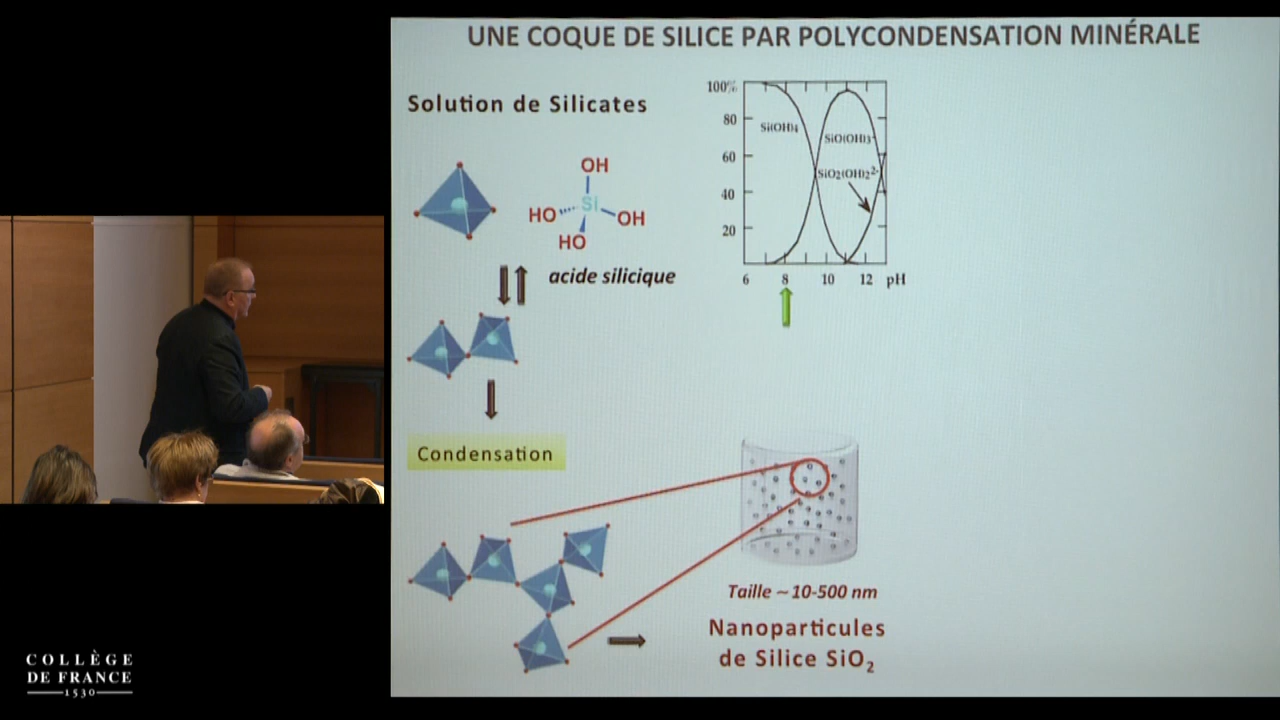 UNE COQUE DE SILICE PAR POLYCONDENSATION MINÉRALE
Solution de Silicates
OH
HO
Si
OH
HO
acide silicique
100%
80
60
40
20
Si(OH)4
SiO(OH)3-
SiO2(OH)2 2-
6
8
10
12
pH
Condensation
Taille ~ 10-500 nm
Nanoparticules
de Silice SiO2
COLLÈGE
DE FRANCE
1530